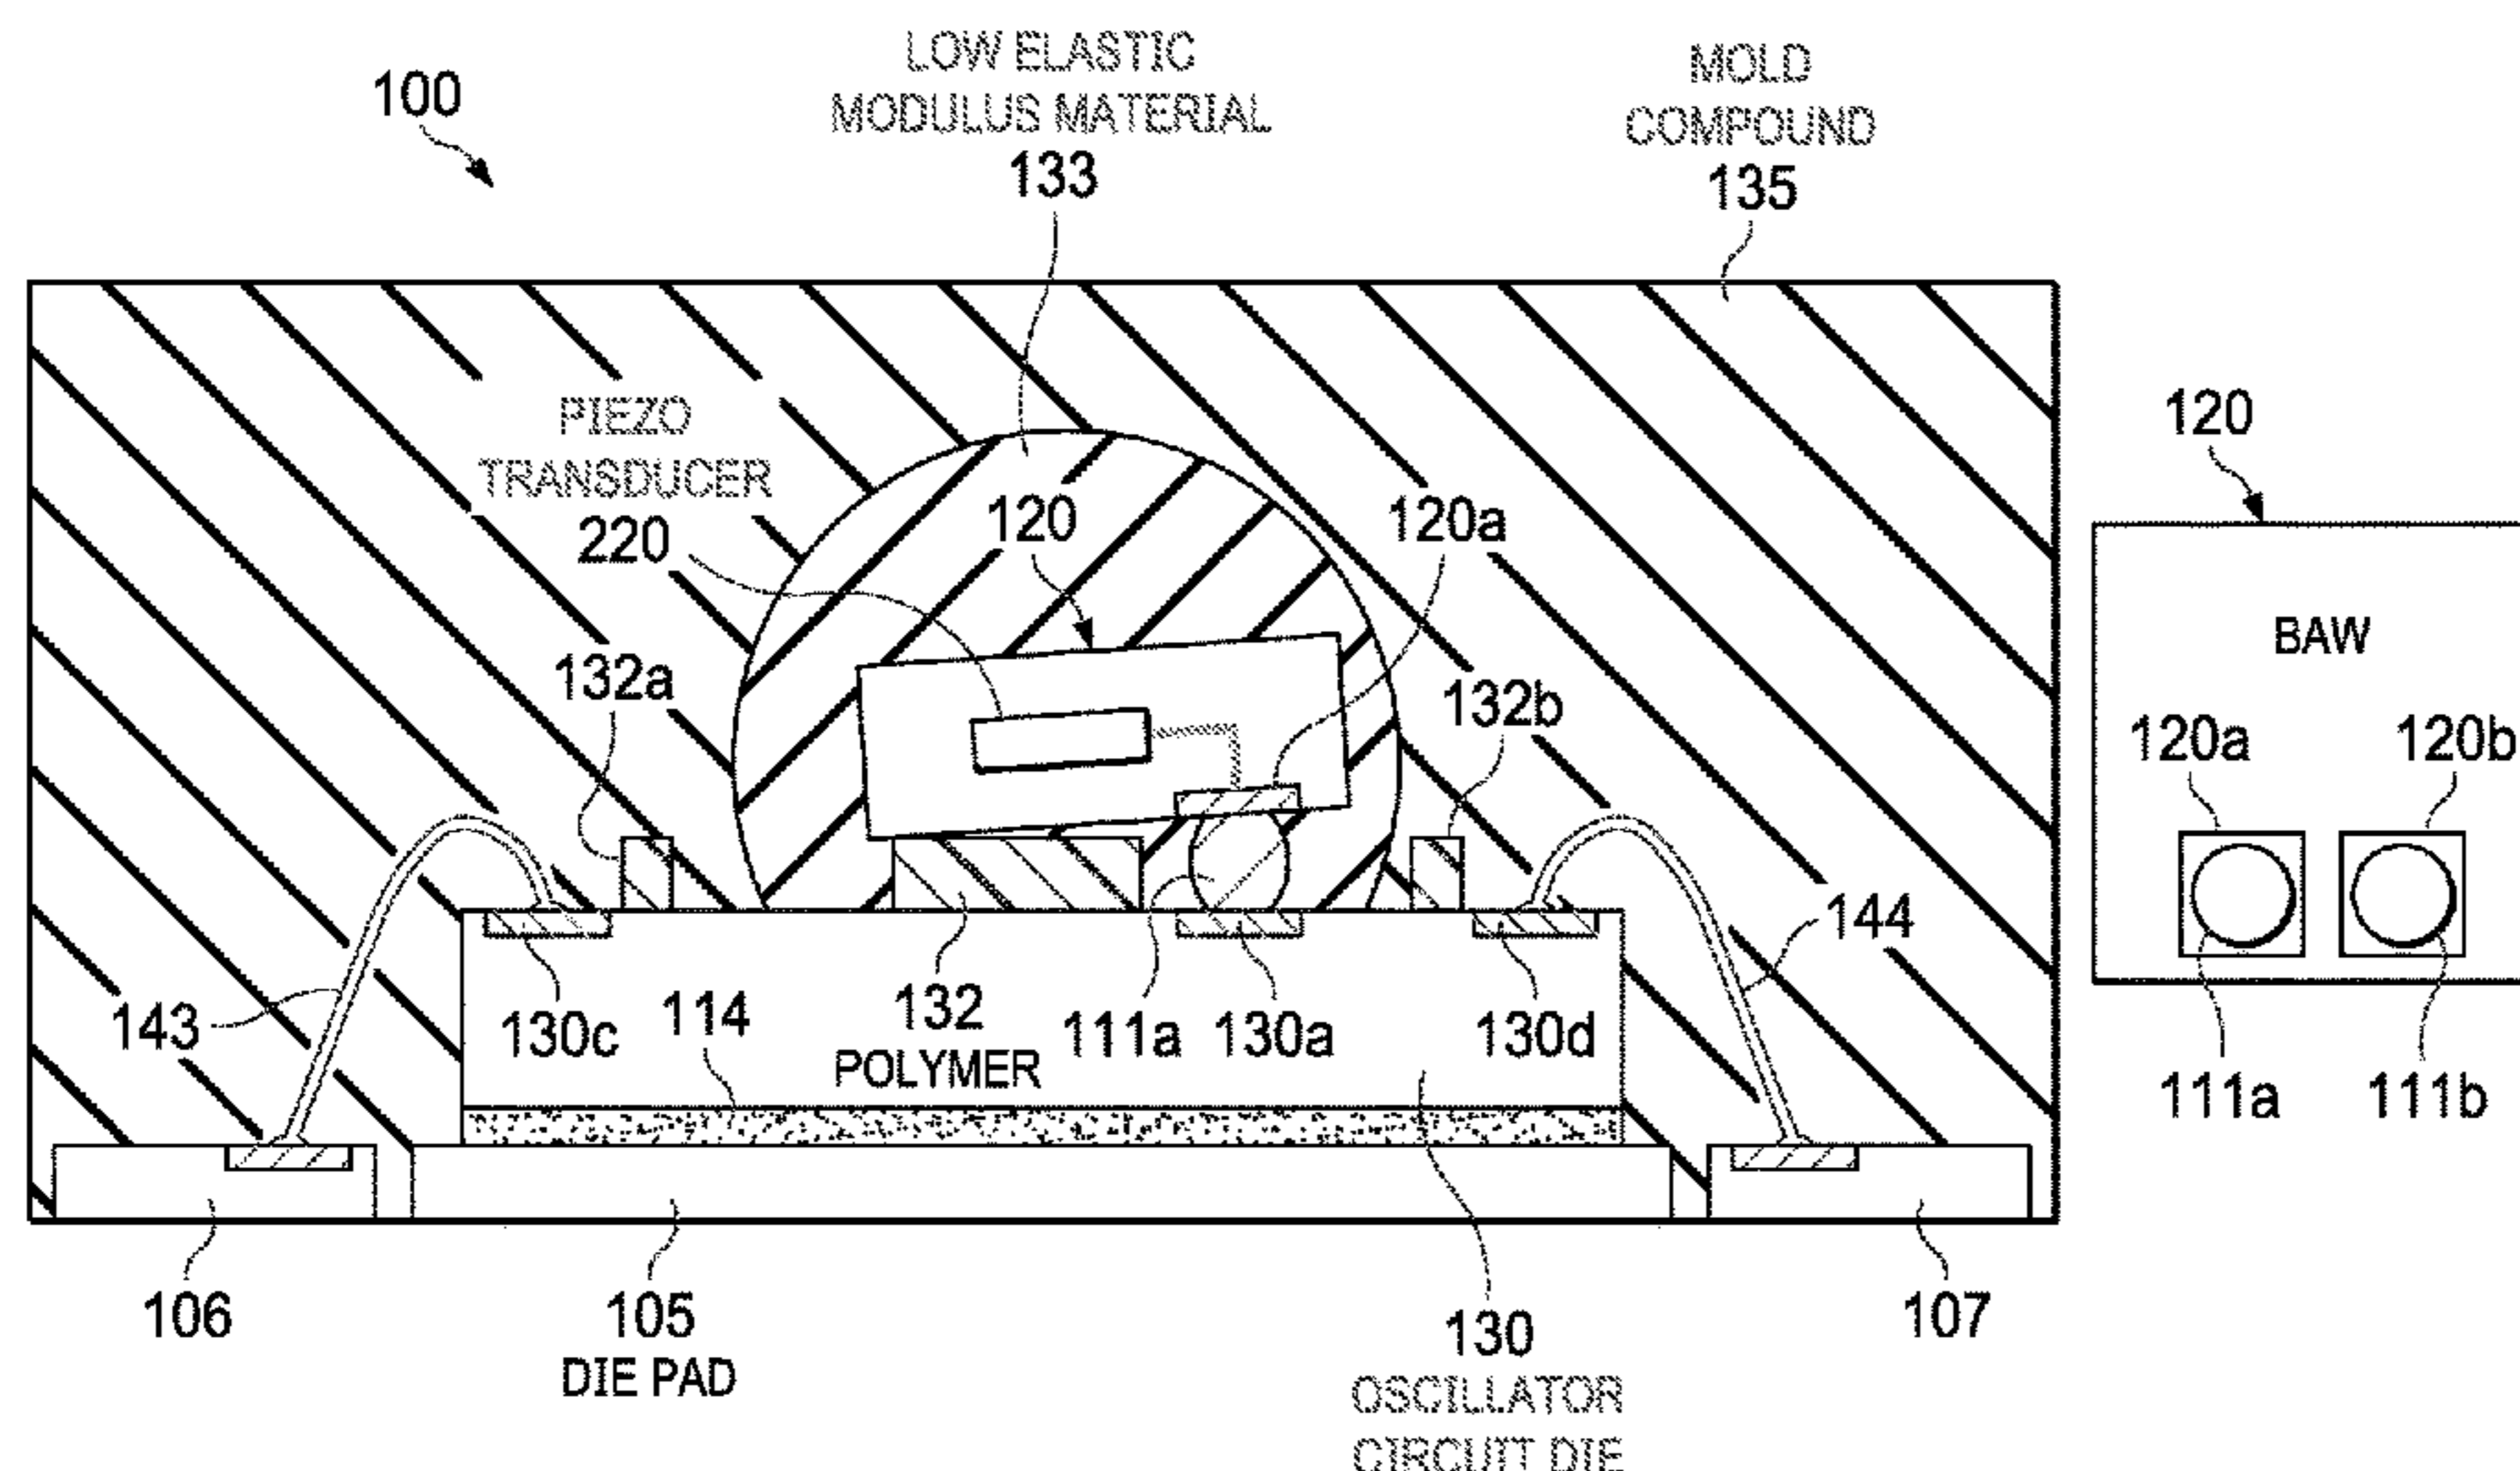 100
LOW ELASTIC
MODULUS MATERIAL
133
MOLD
COMPOUND
135
PIEZO
TRANSDUCER
220
120
120a
132a
132b
143
130c
114
132
POLYMER
111a
130a
130d
144
106
105
DIE PAD
130
OSCILLATOR
CIRCUIT DIE
107
120
BAW
120a
120b
111a
111b